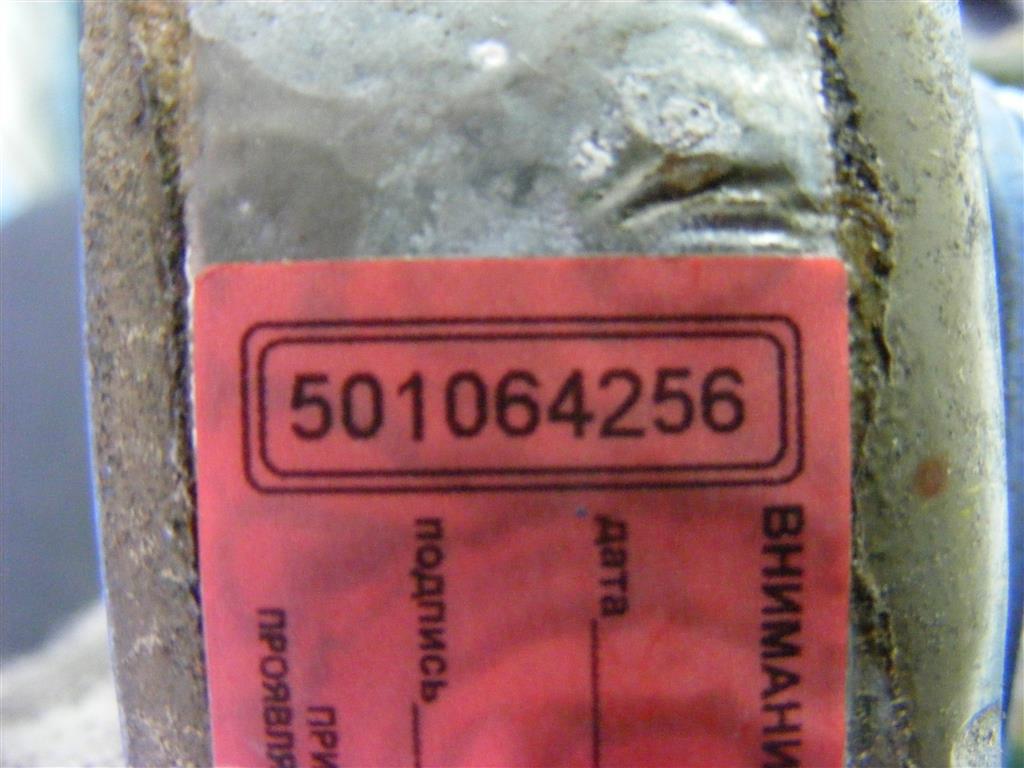 501064256
ВНИМАНИ
дата
подпись
ПРИ
ПРОЯВЛЯ